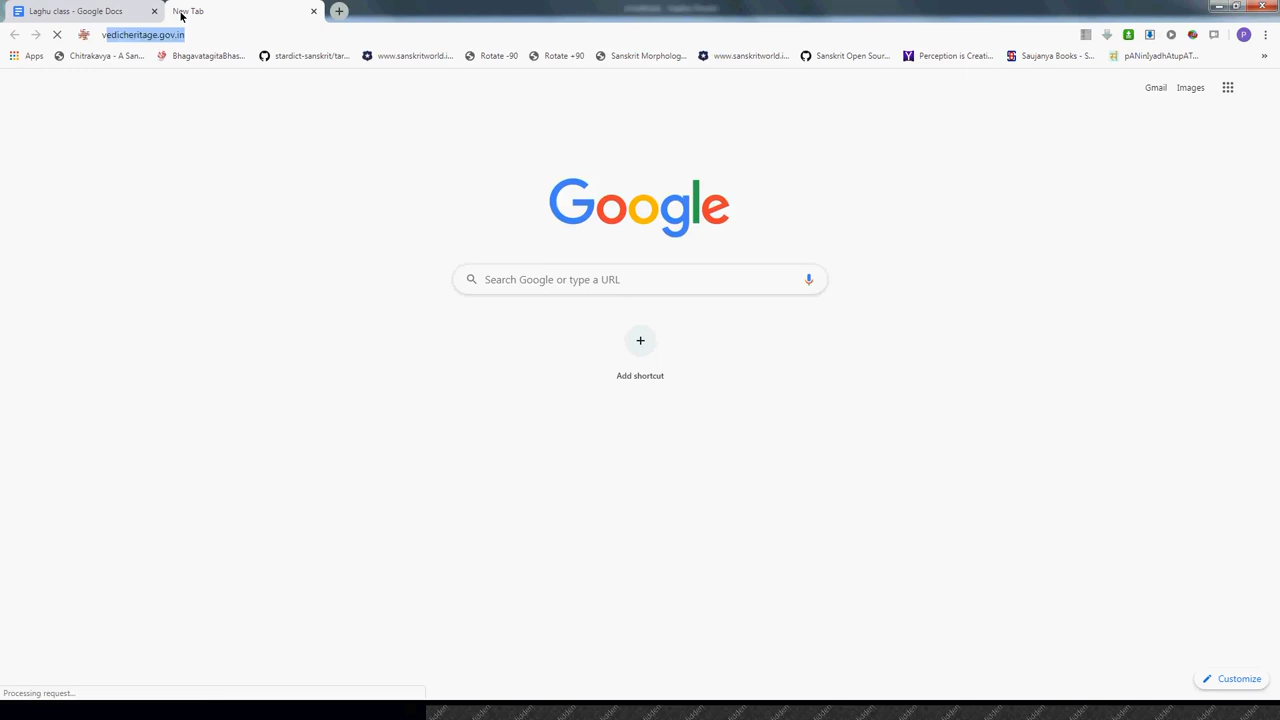 Laghu class - Google Docs
New Tab
vedicheritage.gov.in
Apps
Chitrakavya - A San...
BhagavatagitaBhas...
stardict-sanskrit/tar...
www.sanskritworld.i...
Rotate -90
Rotate +90
Sanskrit Morpholog...
www.sanskritworld.i...
Sanskrit Open Sour...
Perception is Creati...
Saujanya Books - S...
pANinIyadhAtupAT...
P
Gmail
Images
Google
Search Google or type a URL
Add shortcut
Customize
Processing request...